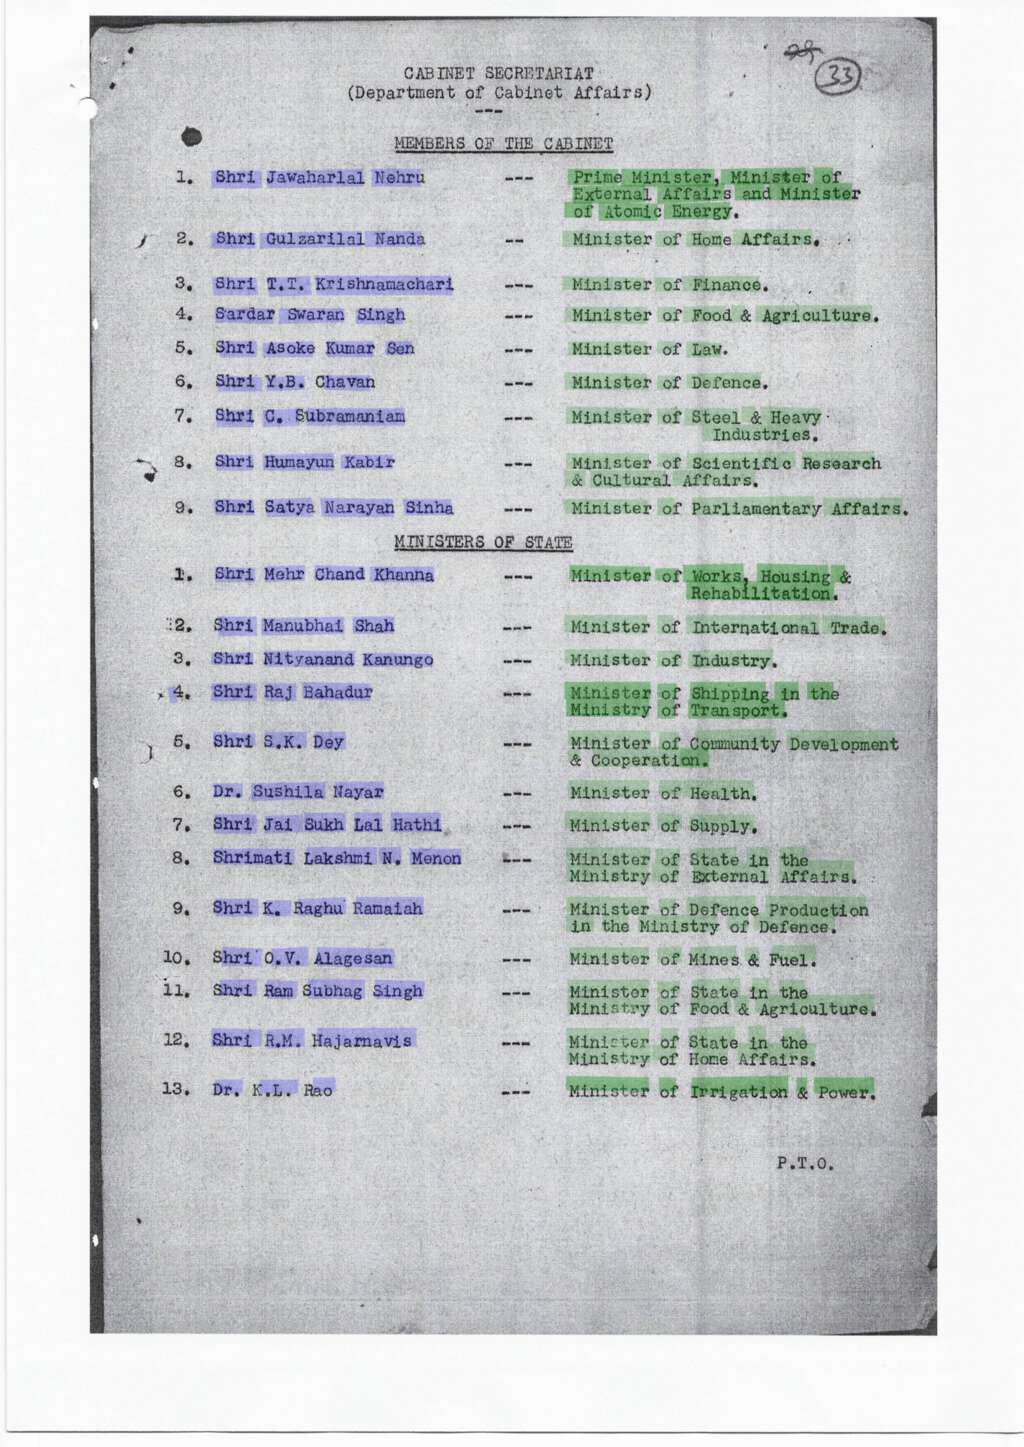 33
CABINET SECRETARIAT
(Department of Cabinet Affairs)
---
MEMBERS OF THE CABINET
1. Shri Jawaharlal Nehru --- Prime Minister, Minister of
External Affairs and Minister
of Atomic Energy.
2. Shri Gulzarilal Nanda -- Minister of Home Affairs.
3. Shri T.T. Krishnamachari --- Minister of Finance.
4. Sardar Swaran Singh --- Minister of Food & Agriculture.
5. Shri Asoke Kumar Sen --- Minister of Law.
6. Shri Y.B. Chavan --- Minister of Defence.
7. Shri C. Subramaniam --- Minister of Steel & Heavy
Industries.
8. Shri Humayun Kabir --- Minister of Scientific Research
& Cultural Affairs.
9. Shri Satya Narayan Sinha --- Minister of Parliamentary Affairs.
MINISTERS OF STATE
1. Shri Mehr Chand Khanna --- Minister of Works, Housing &
Rehabilitation.
2. Shri Manubhai Shah --- Minister of International Trade.
3. Shri Nityanand Kanungo --- Minister of Industry.
4. Shri Raj Bahadur --- Minister of Shipping in the
Ministry of Transport.
5. Shri S.K. Dey --- Minister of Community Development
& Cooperation.
6. Dr. Sushila Nayar --- Minister of Health.
7. Shri Jai Sukh Lal Hathi --- Minister of Supply.
8. Shrimati Lakshmi N. Menon --- Minister of State in the
Ministry of External Affairs.
9. Shri K. Raghu Ramaiah --- Minister of Defence Production
in the Ministry of Defence.
10. Shri O.V. Alagesan --- Minister of Mines & Fuel.
11. Shri Ram Subhag Singh --- Minister of State in the
Ministry of Food & Agriculture.
12. Shri R.M. Hajarnavis --- Minister of State in the
Ministry of Home Affairs.
13. Dr. K.L. Rao --- Minister of Irrigation & Power.
P.T.O.